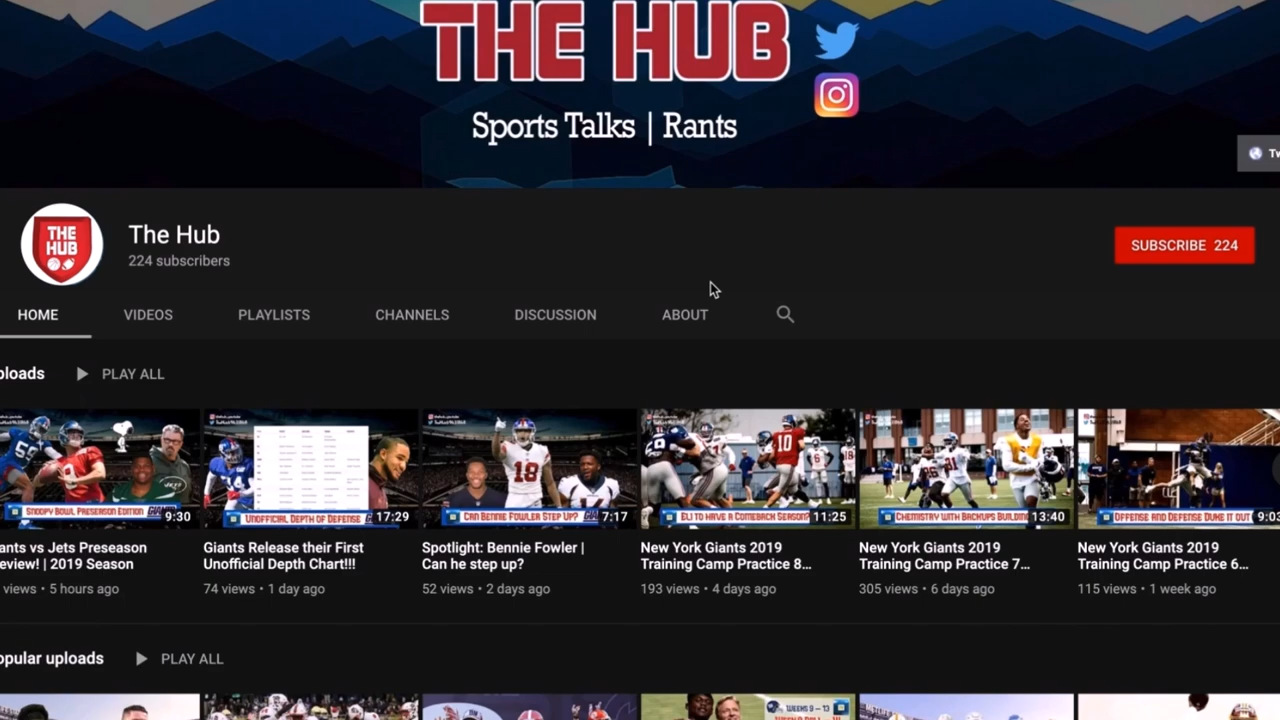 THE HUB
Sports Talks | Rants
Tw
THE
HUB
The Hub
224 subscribers
SUBSCRIBE 224
HOME VIDEOS PLAYLISTS CHANNELS DISCUSSION ABOUT
ploads PLAY ALL
SNOOPY BOWL PRESEASON EDITION 9:30
UNOFFICIAL DEPTH OF DEFENSE 17:29
CAN BENNIE FOWLER STEP UP? 7:17
ELI TO HAVE A COMEBACK SEASON? 11:25
CHEMISTRY WITH BACKUPS BUILDIN 13:40
OFFENSE AND DEFENSE DUKE IT OUT 9:03
ants vs Jets Preseason
eview! | 2019 Season
views • 5 hours ago
Giants Release their First
Unofficial Depth Chart!!!
74 views • 1 day ago
Spotlight: Bennie Fowler |
Can he step up?
52 views • 2 days ago
New York Giants 2019
Training Camp Practice 8...
193 views • 4 days ago
New York Giants 2019
Training Camp Practice 7...
305 views • 6 days ago
New York Giants 2019
Training Camp Practice 6...
115 views • 1 week ago
opular uploads PLAY ALL
WEEKS 9 – 13